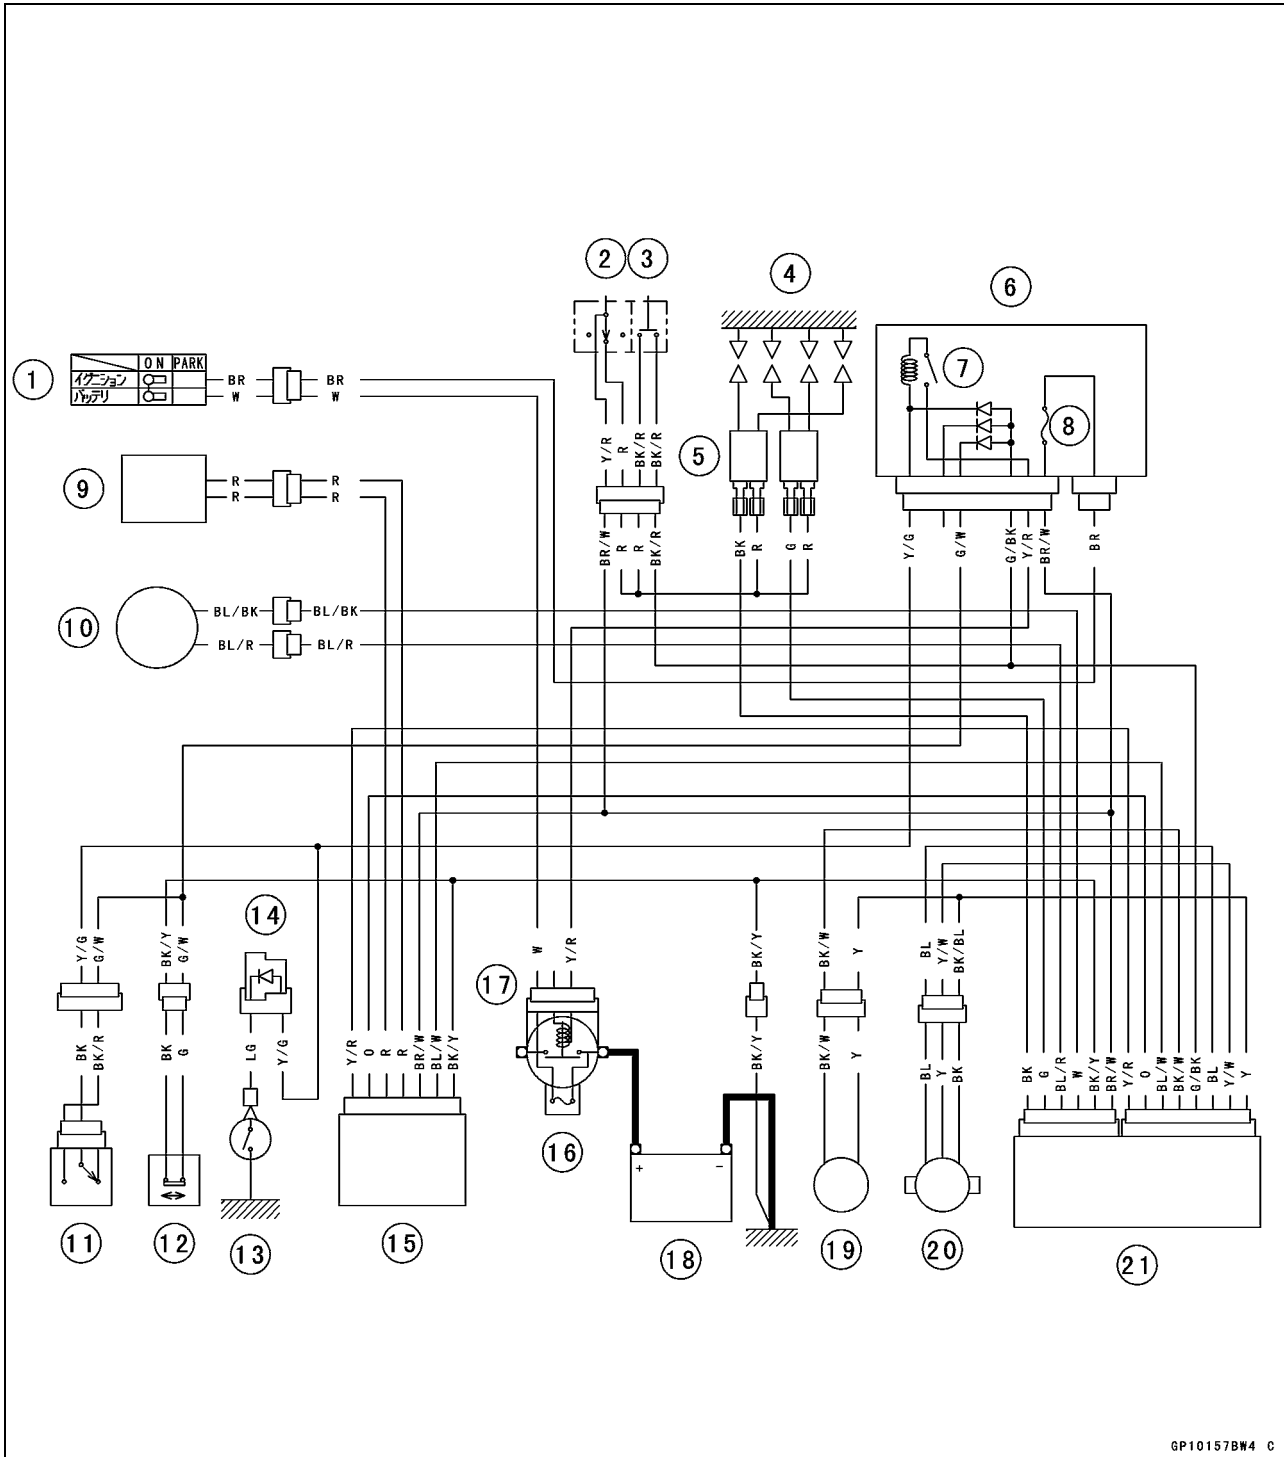 2 3
4
6
1
ON PARK
イグニション
バッテリ
BR BR
W W
7
8
5
9
R R
R R
Y/R R BK/R BK/R
BR/W R R BK/R
BK R G R
Y/G G/W G/BK Y/R BR/W BR
10
BL/BK BL/BK
BL/R BL/R
14
17
Y/G G/W BK/Y G/W
W Y/R
BK/Y
BK/W Y
BL Y/W BK/BL
BK BK/R BK G
LG Y/G
Y/R O R R BR/W BL/W BK/Y
BK/Y
BK/W Y
BL Y BK
BK G BL/R W BK/Y BR/W Y/R O BL/W BK/W G/BK BL Y/W Y
16
+ −
11 12 13 15 18 19 20 21
GP10157BW4 C